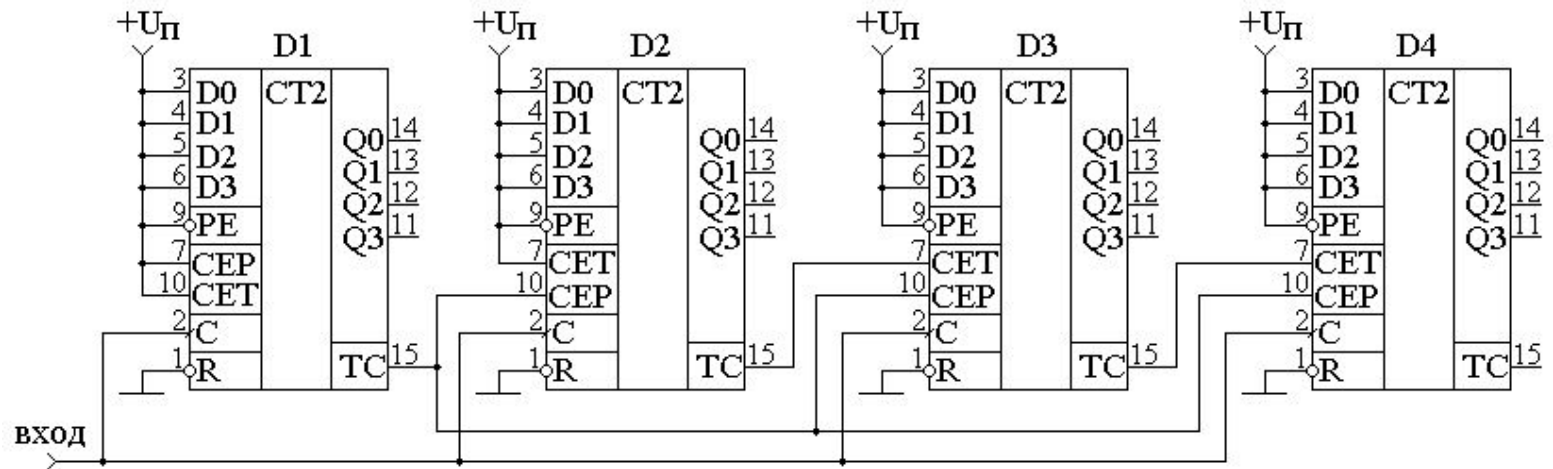 +UП +UП +UП +UП
D1 D2 D3 D4
3 D0 CT2 3 D0 CT2 3 D0 CT2 3 D0 CT2
4 D1 4 D1 4 D1 4 D1
Q0 14 Q0 14 Q0 14 Q0 14
5 D2 5 D2 5 D2 5 D2
Q1 13 Q1 13 Q1 13 Q1 13
6 D3 6 D3 6 D3 6 D3
Q2 12 Q2 12 Q2 12 Q2 12
9 PE 9 PE 9 PE 9 PE
Q3 11 Q3 11 Q3 11 Q3 11
7 CEP 7 CET 7 CET 7 CET
10 CET 10 CEP 10 CEP 10 CEP
2 C 2 C 2 C 2 C
1 R TC 15 1 R TC 15 1 R TC 15 1 R TC 15
вход